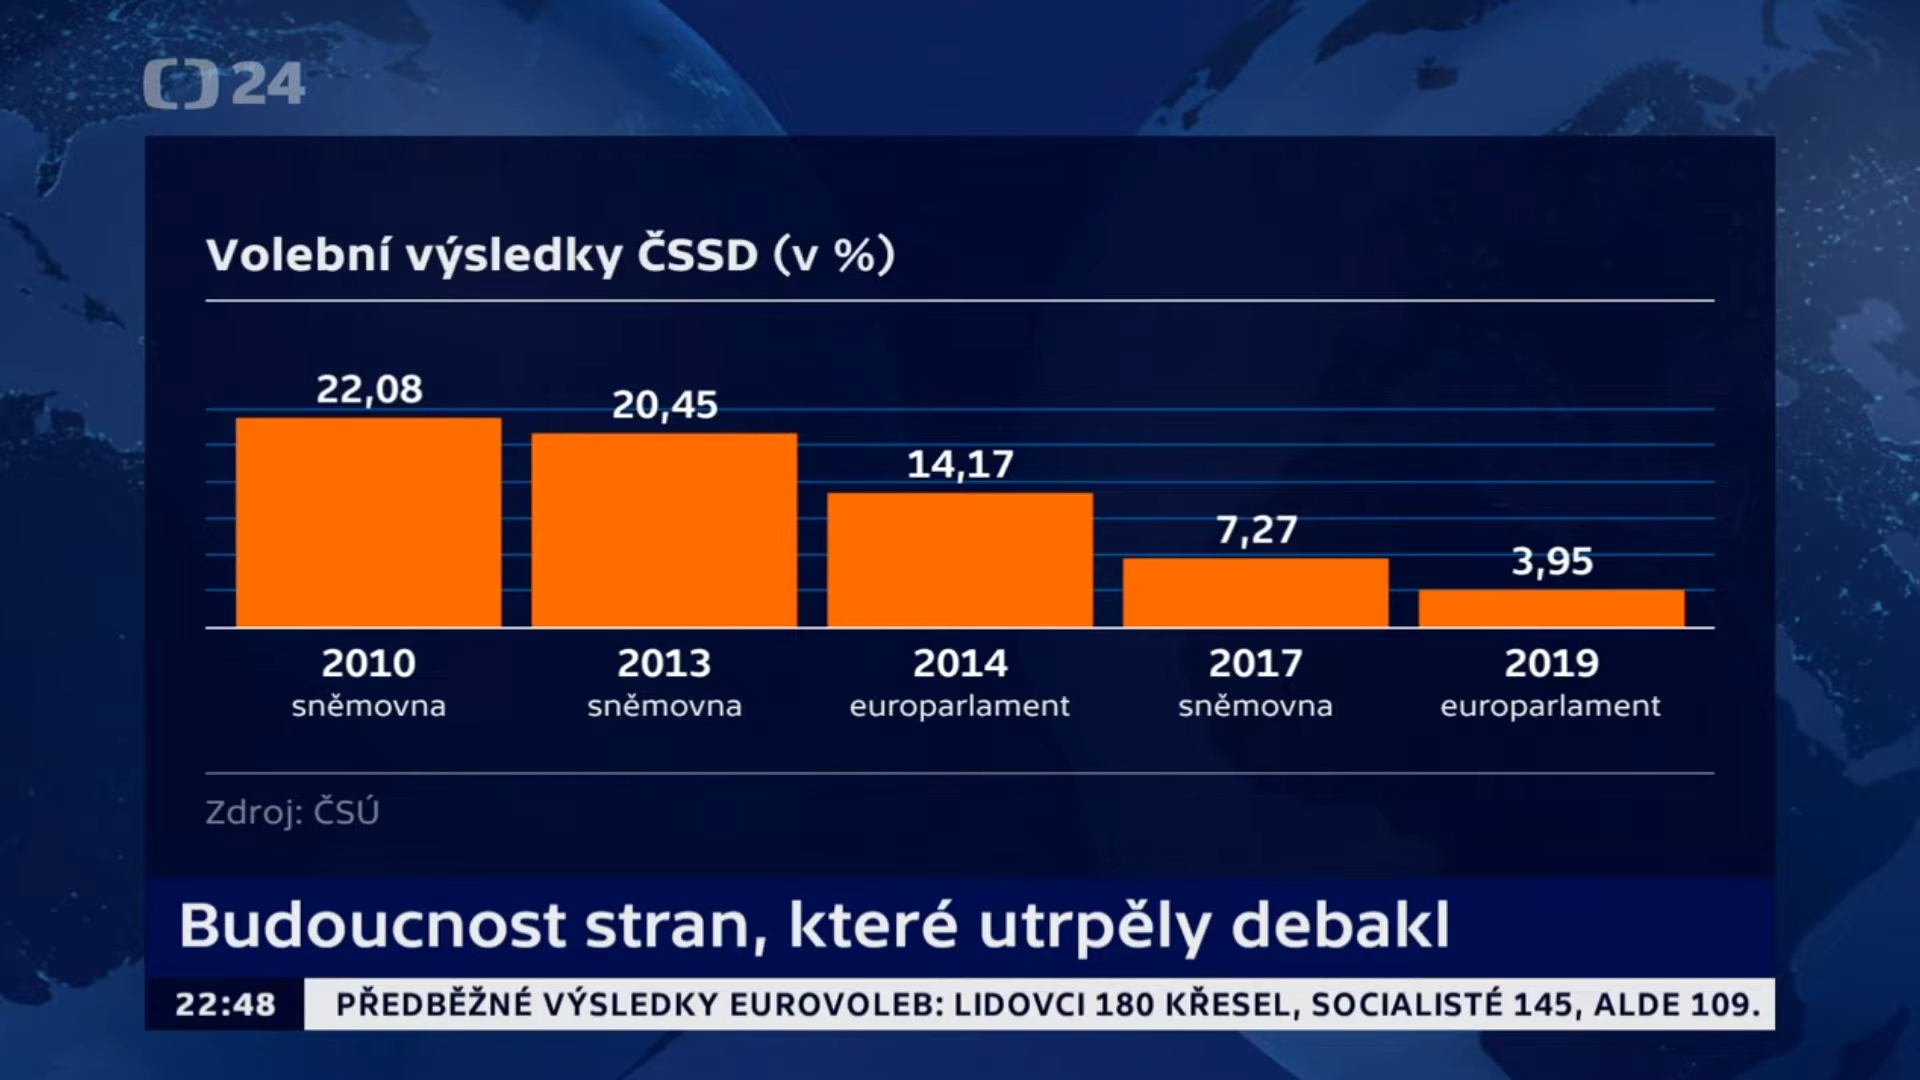 24
Volební výsledky ČSSD (v %)
22,08
20,45
14,17
7,27
3,95
2010
sněmovna
2013
sněmovna
2014
europarlament
2017
sněmovna
2019
europarlament
Zdroj: ČSÚ
Budoucnost stran, které utrpěly debakl
22:48
PŘEDBĚŽNÉ VÝSLEDKY EUROVOLEB: LIDOVCI 180 KŘESEL, SOCIALISTÉ 145, ALDE 109.